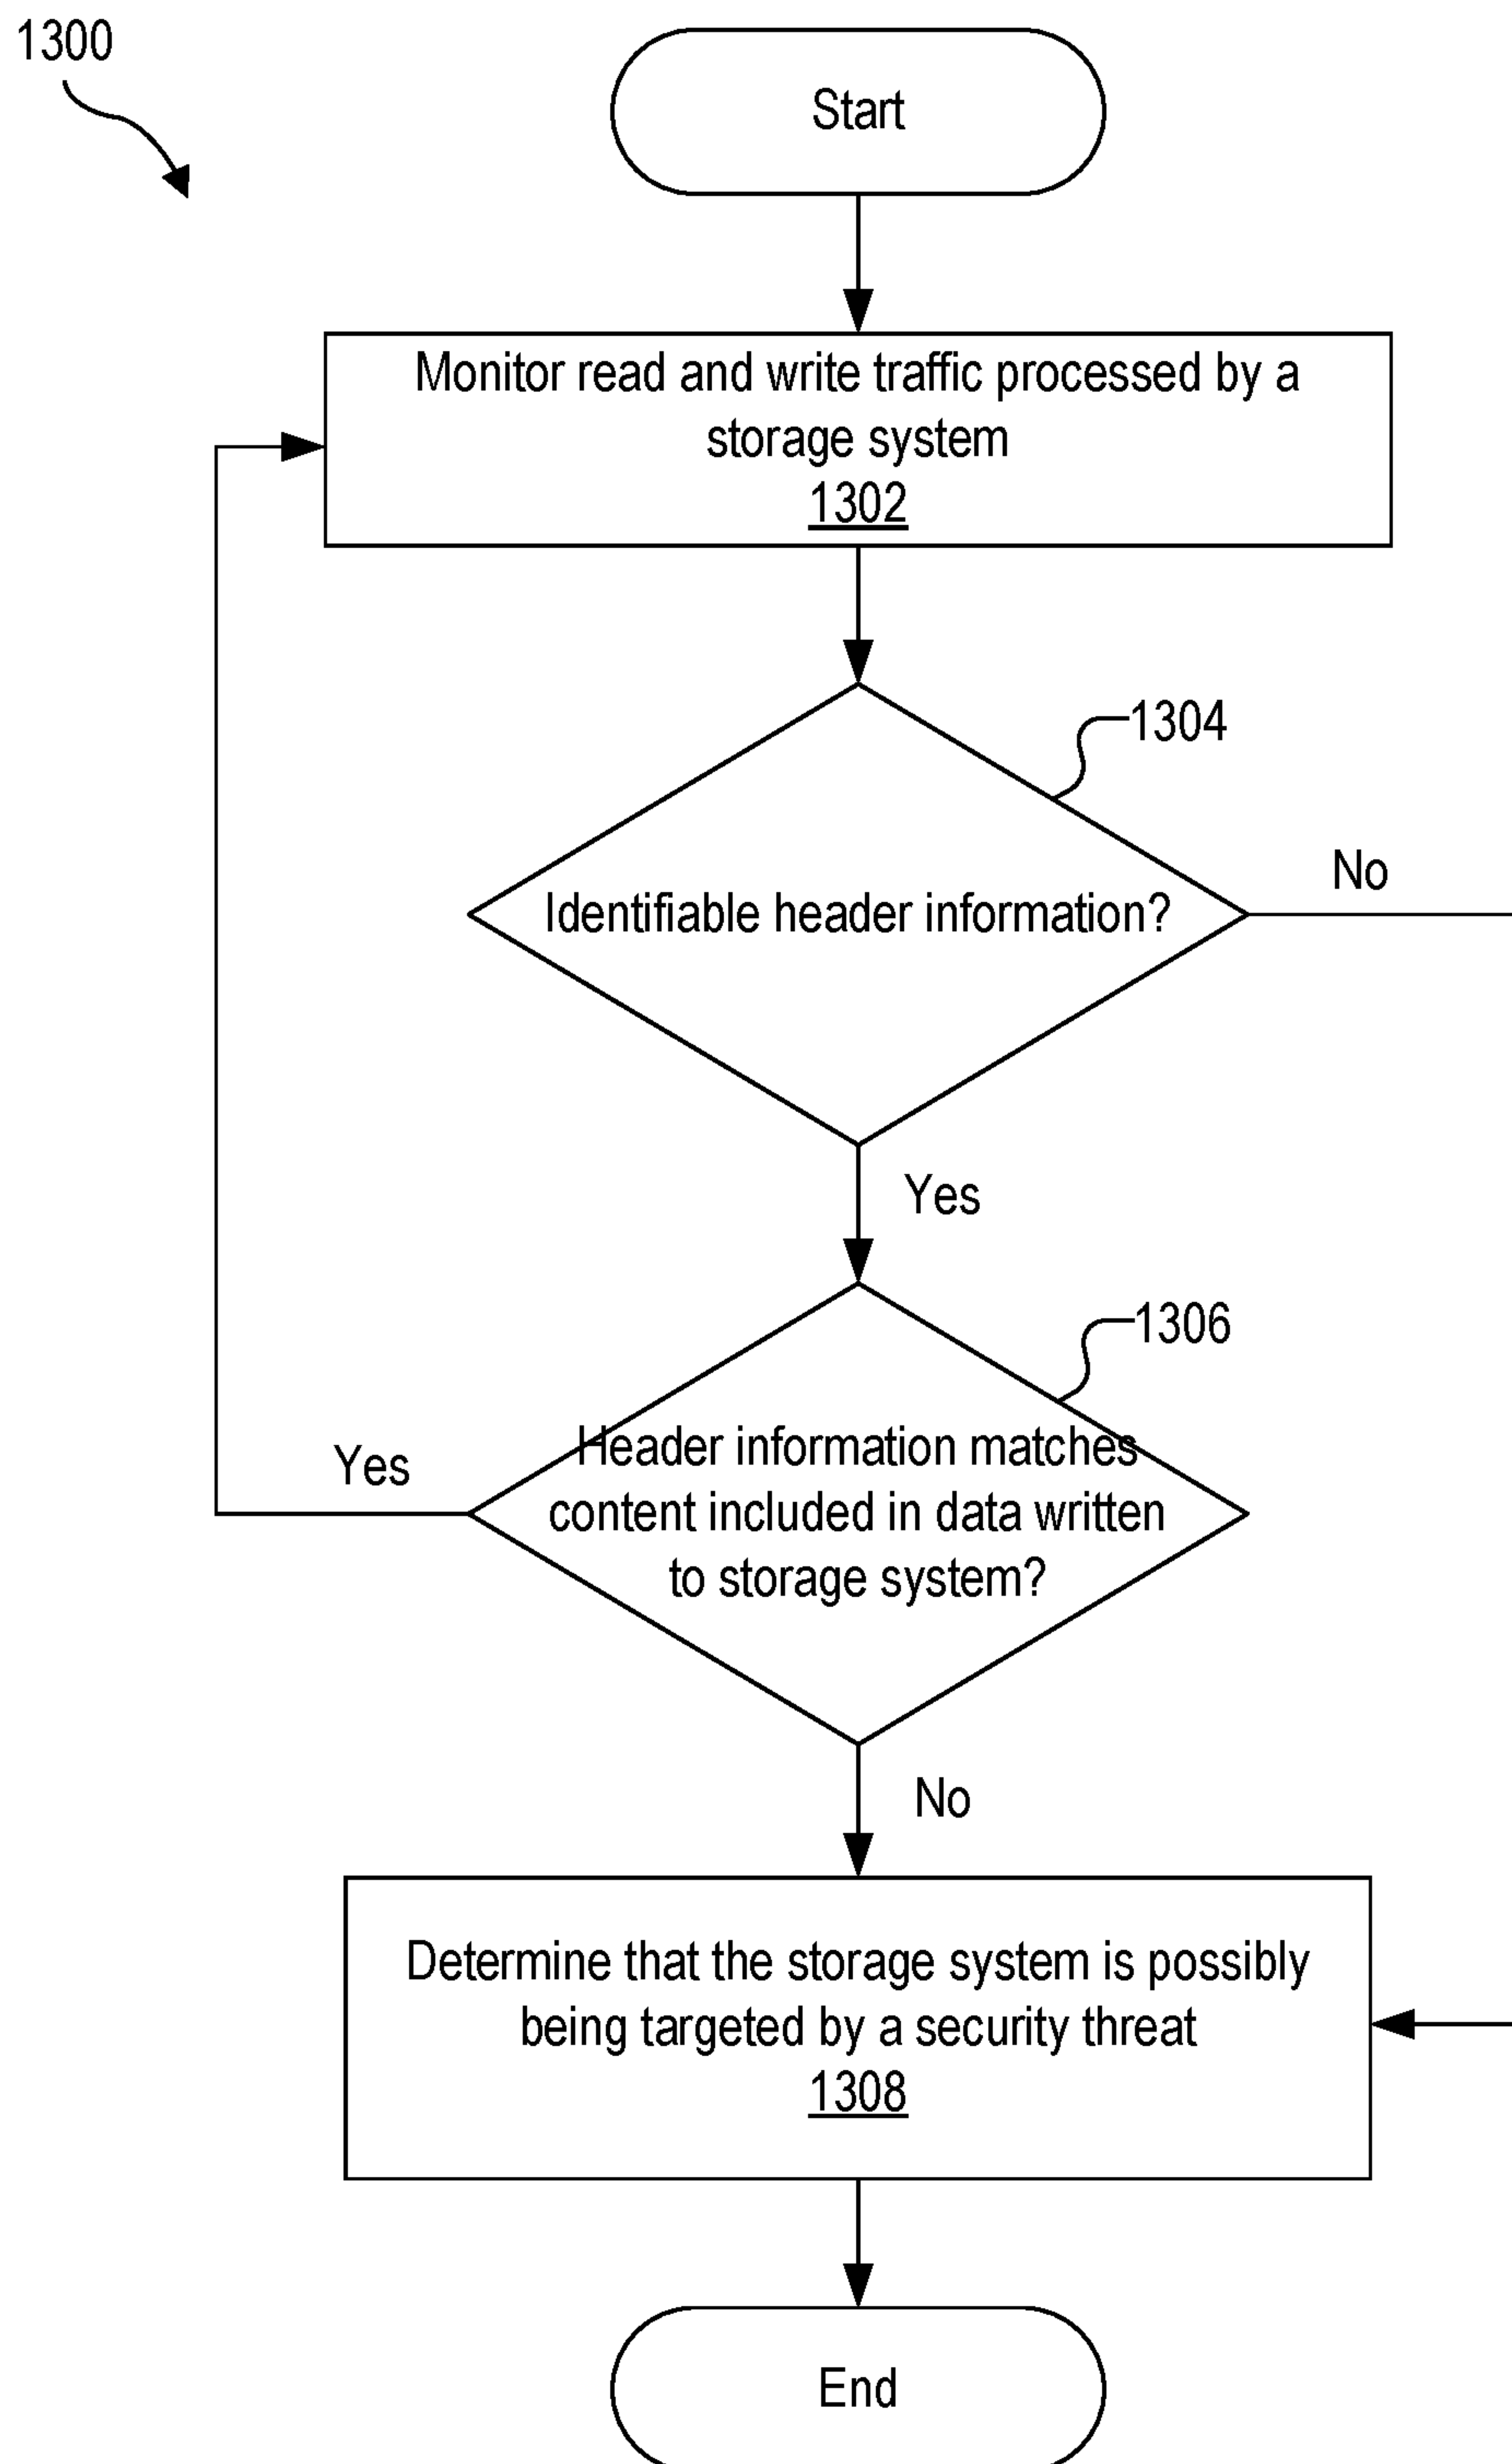 1300
Start
Monitor read and write traffic processed by a
storage system
1302
1304
Identifiable header information?
No
Yes
1306
Header information matches
content included in data written
to storage system?
Yes
No
Determine that the storage system is possibly
being targeted by a security threat
1308
End